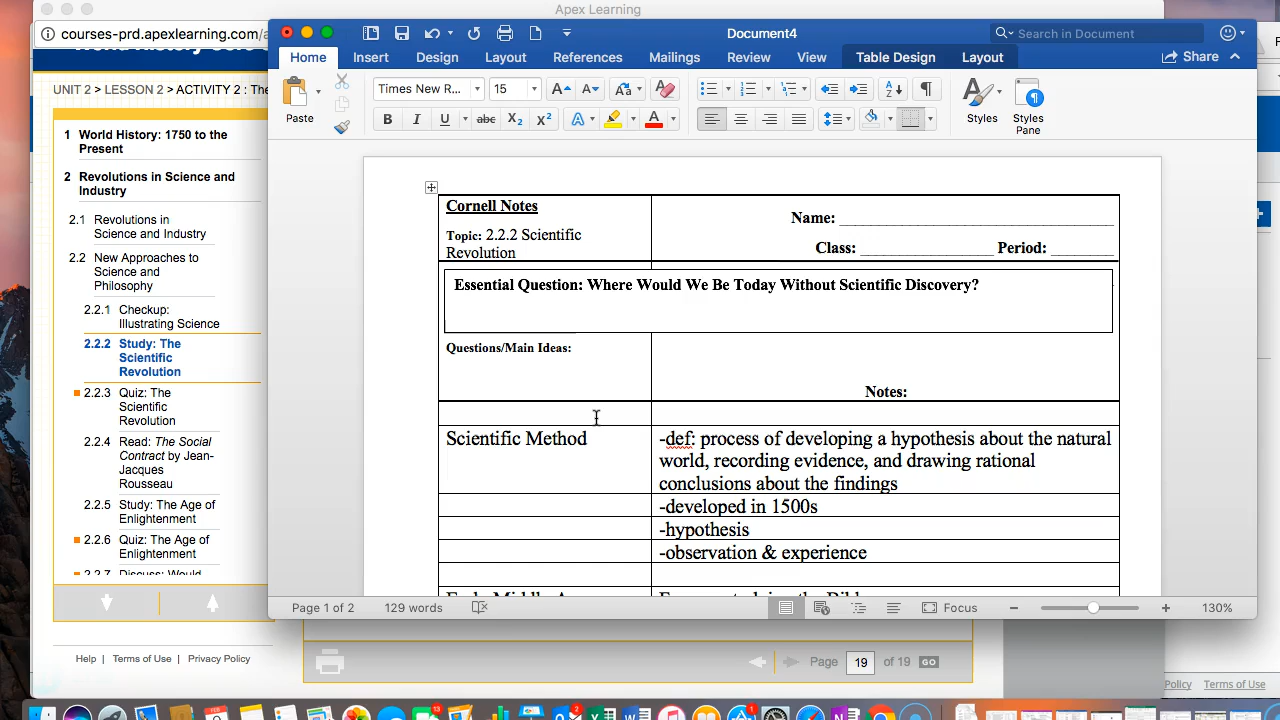 Apex Learning
courses-prd.apexlearning.com/
UNIT 2 > LESSON 2 > ACTIVITY 2 : The
1 World History: 1750 to the
Present
2 Revolutions in Science and
Industry
2.1 Revolutions in
Science and Industry
2.2 New Approaches to
Science and
Philosophy
2.2.1 Checkup:
Illustrating Science
2.2.2 Study: The
Scientific
Revolution
2.2.3 Quiz: The
Scientific
Revolution
2.2.4 Read: The Social
Contract by Jean-
Jacques
Rousseau
2.2.5 Study: The Age of
Enlightenment
2.2.6 Quiz: The Age of
Enlightenment
2.2.7 Discuss: Would
Help | Terms of Use | Privacy Policy
Document4
Search in Document
Home Insert Design Layout References Mailings Review View Table Design Layout Share
Paste
Times New R... 15
Styles Styles
Pane
Cornell Notes
Topic: 2.2.2 Scientific
Revolution
Name:
Class: Period:
Essential Question: Where Would We Be Today Without Scientific Discovery?
Questions/Main Ideas:
Notes:
Scientific Method
-def: process of developing a hypothesis about the natural
world, recording evidence, and drawing rational
conclusions about the findings
-developed in 1500s
-hypothesis
-observation & experience
Page 1 of 2 129 words Focus 130%
Page 19 of 19 GO
Policy Terms of Use